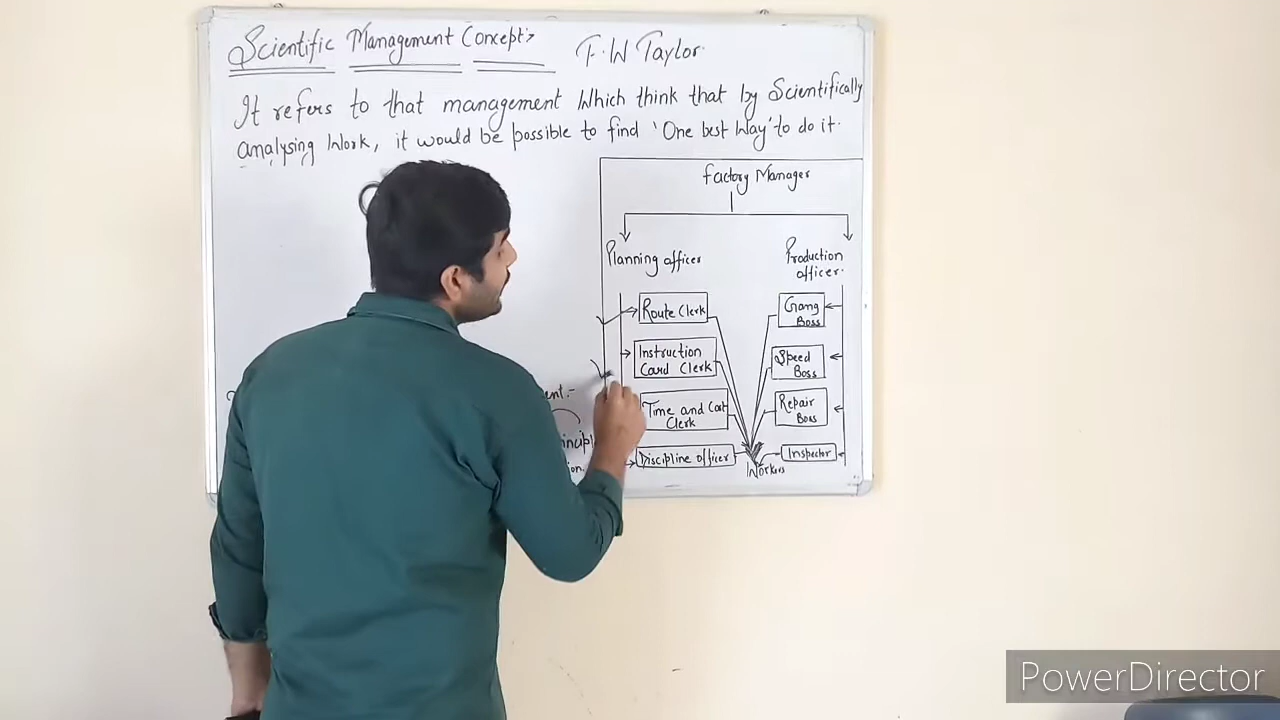 Scientific Management Concept:→ F.W Taylor.
It refers to that management Which think that by Scientifically
analysing Work, it would be possible to find 'One best Way' to do it.
Factory Manager
Planning officer
Production
officer.
Route Clerk
Gang
Boss
Instruction
Card Clerk
Speed
Boss
Time and Cost
Clerk
Repair
Boss
Discipline officer
Inspector
Workers
PowerDirector